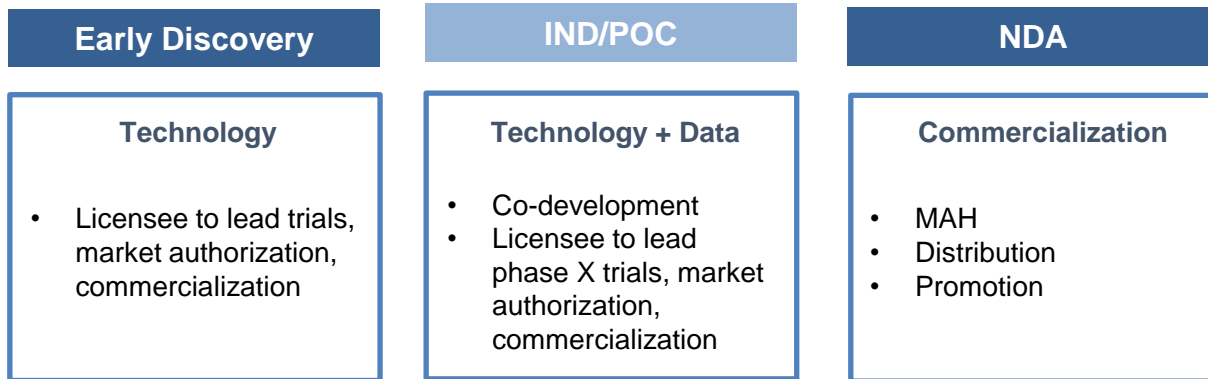 Early Discovery
Technology
• Licensee to lead trials,
market authorization,
commercialization
IND/POC
Technology + Data
• Co-development
• Licensee to lead
phase X trials, market
authorization,
commercialization
NDA
Commercialization
• MAH
• Distribution
• Promotion